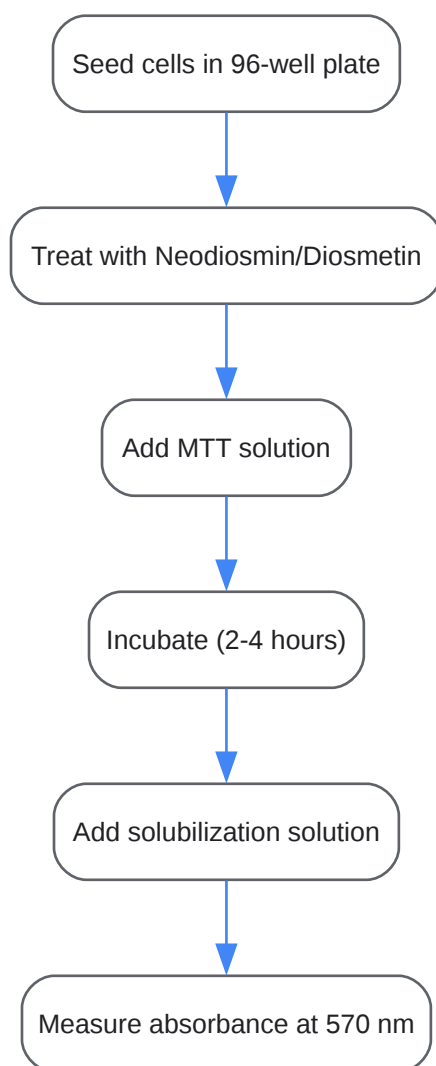 Seed cells in 96-well plate
Treat with Neodiosmin/Diosmetin
Add MTT solution
Incubate (2-4 hours)
Add solubilization solution
Measure absorbance at 570 nm